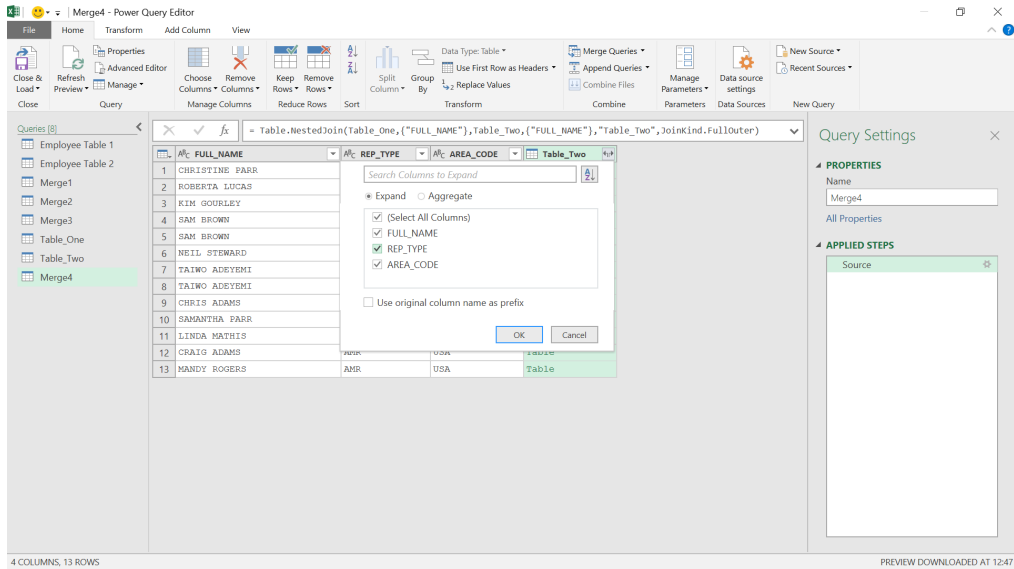 Merge4 - Power Query Editor
File Home Transform Add Column View
Close & Load
Close
Refresh Preview
Properties
Advanced Editor
Manage
Query
Choose Columns
Remove Columns
Manage Columns
Keep Rows
Remove Rows
Reduce Rows
Sort
Split Column
Group By
Data Type: Table
Use First Row as Headers
Replace Values
Transform
Merge Queries
Append Queries
Combine Files
Combine
Manage Parameters
Parameters
Data source settings
Data Sources
New Source
Recent Sources
New Query
Queries [8]
Employee Table 1
Employee Table 2
Merge1
Merge2
Merge3
Table_One
Table_Two
Merge4
fx = Table.NestedJoin(Table_One,{"FULL_NAME"},Table_Two,{"FULL_NAME"},"Table_Two",JoinKind.FullOuter)
FULL_NAME REP_TYPE AREA_CODE Table_Two
1 CHRISTINE PARR
2 ROBERTA LUCAS
3 KIM GOURLEY
4 SAM BROWN
5 SAM BROWN
6 NEIL STEWARD
7 TAIWO ADEYEMI
8 TAIWO ADEYEMI
9 CHRIS ADAMS
10 SAMANTHA PARR
11 LINDA MATHIS
12 CRAIG ADAMS AMR USA Table
13 MANDY ROGERS AMR USA Table
Search Columns to Expand
Expand Aggregate
(Select All Columns)
FULL_NAME
REP_TYPE
AREA_CODE
Use original column name as prefix
OK Cancel
Query Settings
PROPERTIES
Name
Merge4
All Properties
APPLIED STEPS
Source
4 COLUMNS, 13 ROWS
PREVIEW DOWNLOADED AT 12:47